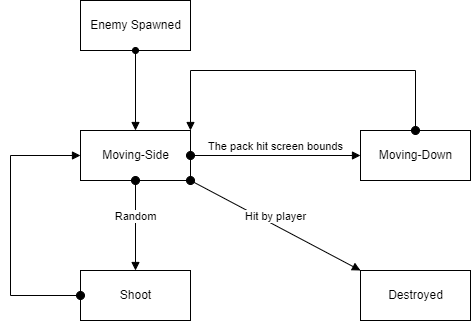 Enemy Spawned
The pack hit screen bounds
Moving-Side
Moving-Down
Random
Hit by player
Shoot
Destroyed